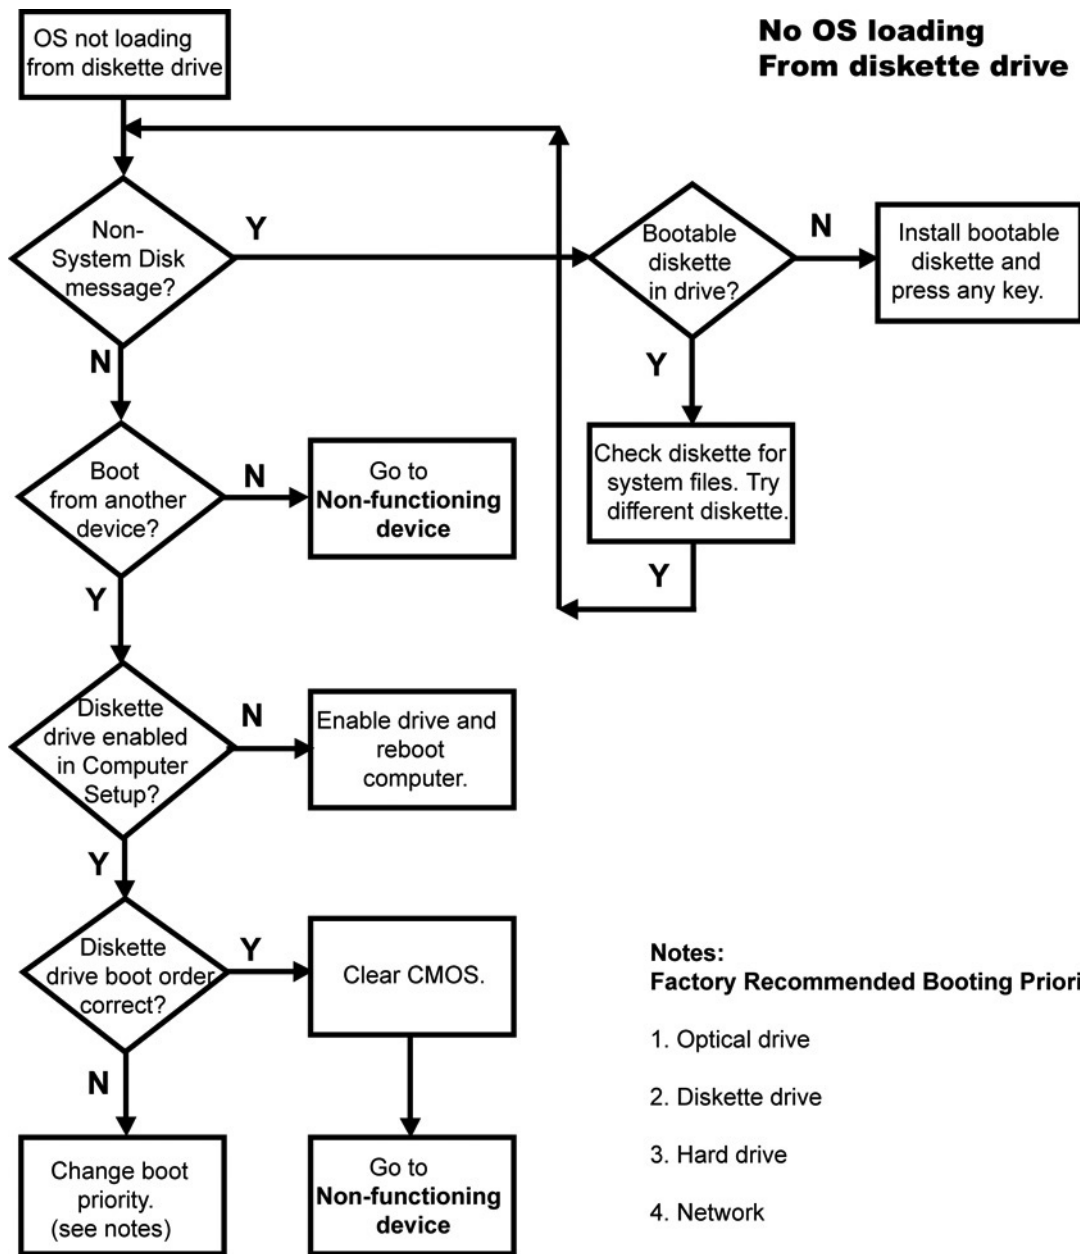 No OS loading
From diskette drive
OS not loading
from diskette drive
Non-
System Disk
message?
Y
N
Bootable
diskette
in drive?
N
Install bootable
diskette and
press any key.
Y
Check diskette for
system files. Try
different diskette.
Y
Boot
from another
device?
N
Go to
Non-functioning
device
Y
Diskette
drive enabled
in Computer
Setup?
N
Enable drive and
reboot
computer.
Y
Diskette
drive boot order
correct?
Y
Clear CMOS.
N
Change boot
priority.
(see notes)
Go to
Non-functioning
device
Notes:
Factory Recommended Booting Priori
1. Optical drive
2. Diskette drive
3. Hard drive
4. Network